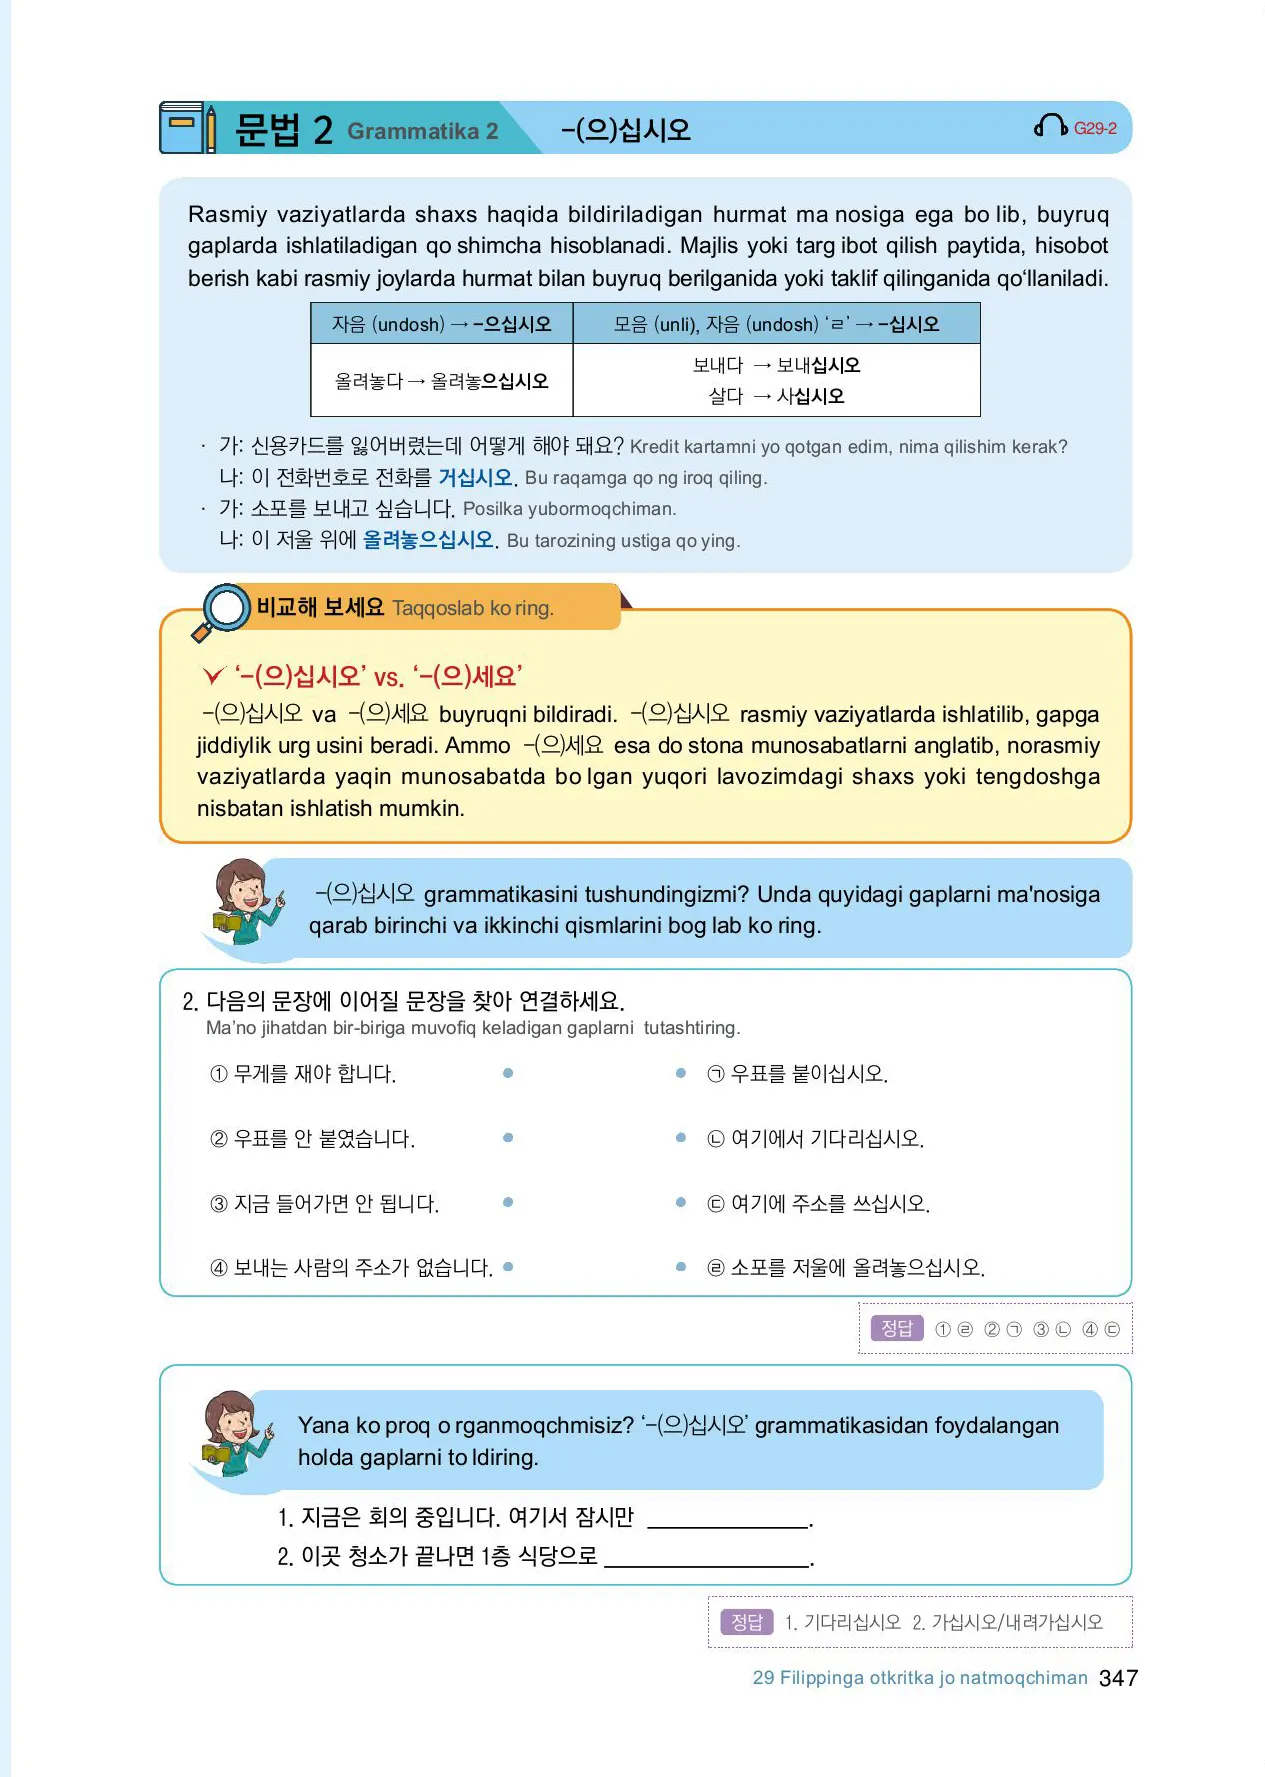 문법 2 Grammatika 2 -(으)십시오 G29-2
Rasmiy vaziyatlarda shaxs haqida bildiriladigan hurmat ma nosiga ega bo lib, buyruq
gaplarda ishlatiladigan qo shimcha hisoblanadi. Majlis yoki targ ibot qilish paytida, hisobot
berish kabi rasmiy joylarda hurmat bilan buyruq berilganida yoki taklif qilinganida qo‘llaniladi.
자음 (undosh) → -으십시오 모음 (unli), 자음 (undosh) ‘ㄹ’ → -십시오
올려놓다 → 올려놓으십시오
보내다 → 보내십시오
살다 → 사십시오
· 가: 신용카드를 잃어버렸는데 어떻게 해야 돼요? Kredit kartamni yo qotgan edim, nima qilishim kerak?
나: 이 전화번호로 전화를 거십시오. Bu raqamga qo ng iroq qiling.
· 가: 소포를 보내고 싶습니다. Posilka yubormoqchiman.
나: 이 저울 위에 올려놓으십시오. Bu tarozining ustiga qo ying.
비교해 보세요 Taqqoslab ko ring.
‘-(으)십시오’ vs. ‘-(으)세요’
-(으)십시오 va -(으)세요 buyruqni bildiradi. -(으)십시오 rasmiy vaziyatlarda ishlatilib, gapga
jiddiylik urg usini beradi. Ammo -(으)세요 esa do stona munosabatlarni anglatib, norasmiy
vaziyatlarda yaqin munosabatda bo lgan yuqori lavozimdagi shaxs yoki tengdoshga
nisbatan ishlatish mumkin.
-(으)십시오 grammatikasini tushundingizmi? Unda quyidagi gaplarni ma'nosiga
qarab birinchi va ikkinchi qismlarini bog lab ko ring.
2. 다음의 문장에 이어질 문장을 찾아 연결하세요.
Ma’no jihatdan bir-biriga muvofiq keladigan gaplarni tutashtiring.
① 무게를 재야 합니다. • • ㉠ 우표를 붙이십시오.
② 우표를 안 붙였습니다. • • ㉡ 여기에서 기다리십시오.
③ 지금 들어가면 안 됩니다. • • ㉢ 여기에 주소를 쓰십시오.
④ 보내는 사람의 주소가 없습니다. • • ㉣ 소포를 저울에 올려놓으십시오.
정답 ① ㉣ ② ㉠ ③ ㉡ ④ ㉢
Yana ko proq o rganmoqchmisiz? ‘-(으)십시오’ grammatikasidan foydalangan
holda gaplarni to ldiring.
1. 지금은 회의 중입니다. 여기서 잠시만 ______________.
2. 이곳 청소가 끝나면 1층 식당으로 __________________.
정답 1. 기다리십시오 2. 가십시오/내려가십시오
29 Filippinga otkritka jo natmoqchiman 347